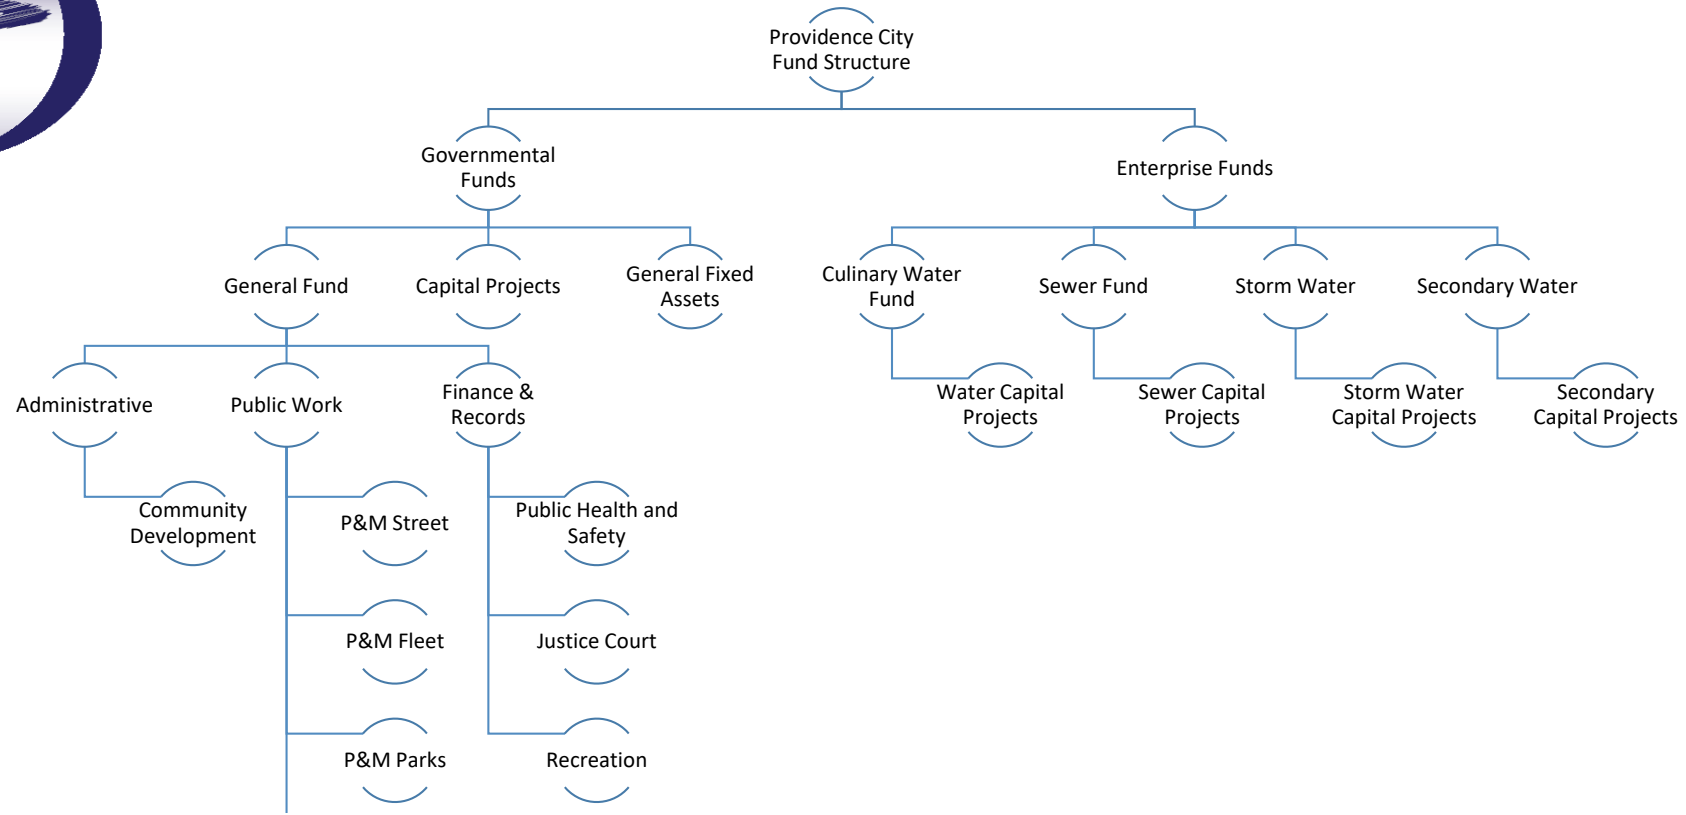 Providence City
Fund Structure
Governmental
Funds
Enterprise Funds
General Fund
Capital Projects
General Fixed
Assets
Culinary Water
Fund
Sewer Fund
Storm Water
Secondary Water
Administrative
Public Work
Finance &
Records
Water Capital
Projects
Sewer Capital
Projects
Storm Water
Capital Projects
Secondary
Capital Projects
Community
Development
P&M Street
Public Health and
Safety
P&M Fleet
Justice Court
P&M Parks
Recreation